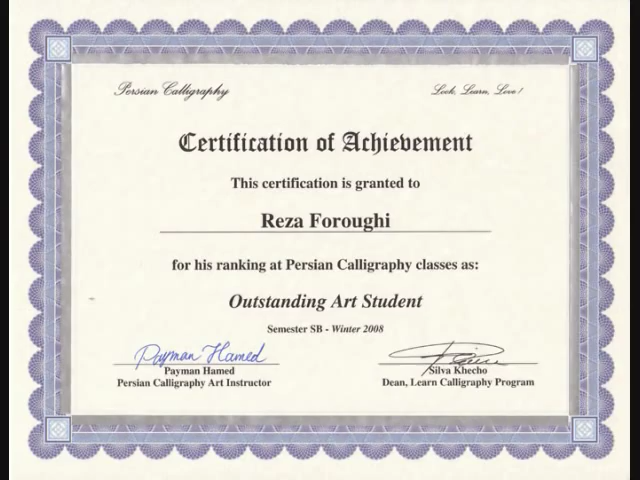 Persian Calligraphy
Look, Learn, Love!
Certification of Achievement
This certification is granted to
Reza Foroughi
for his ranking at Persian Calligraphy classes as:
Outstanding Art Student
Semester SB - Winter 2008
Payman Hamed
Payman Hamed
Persian Calligraphy Art Instructor
Silva Khecho
Dean, Learn Calligraphy Program